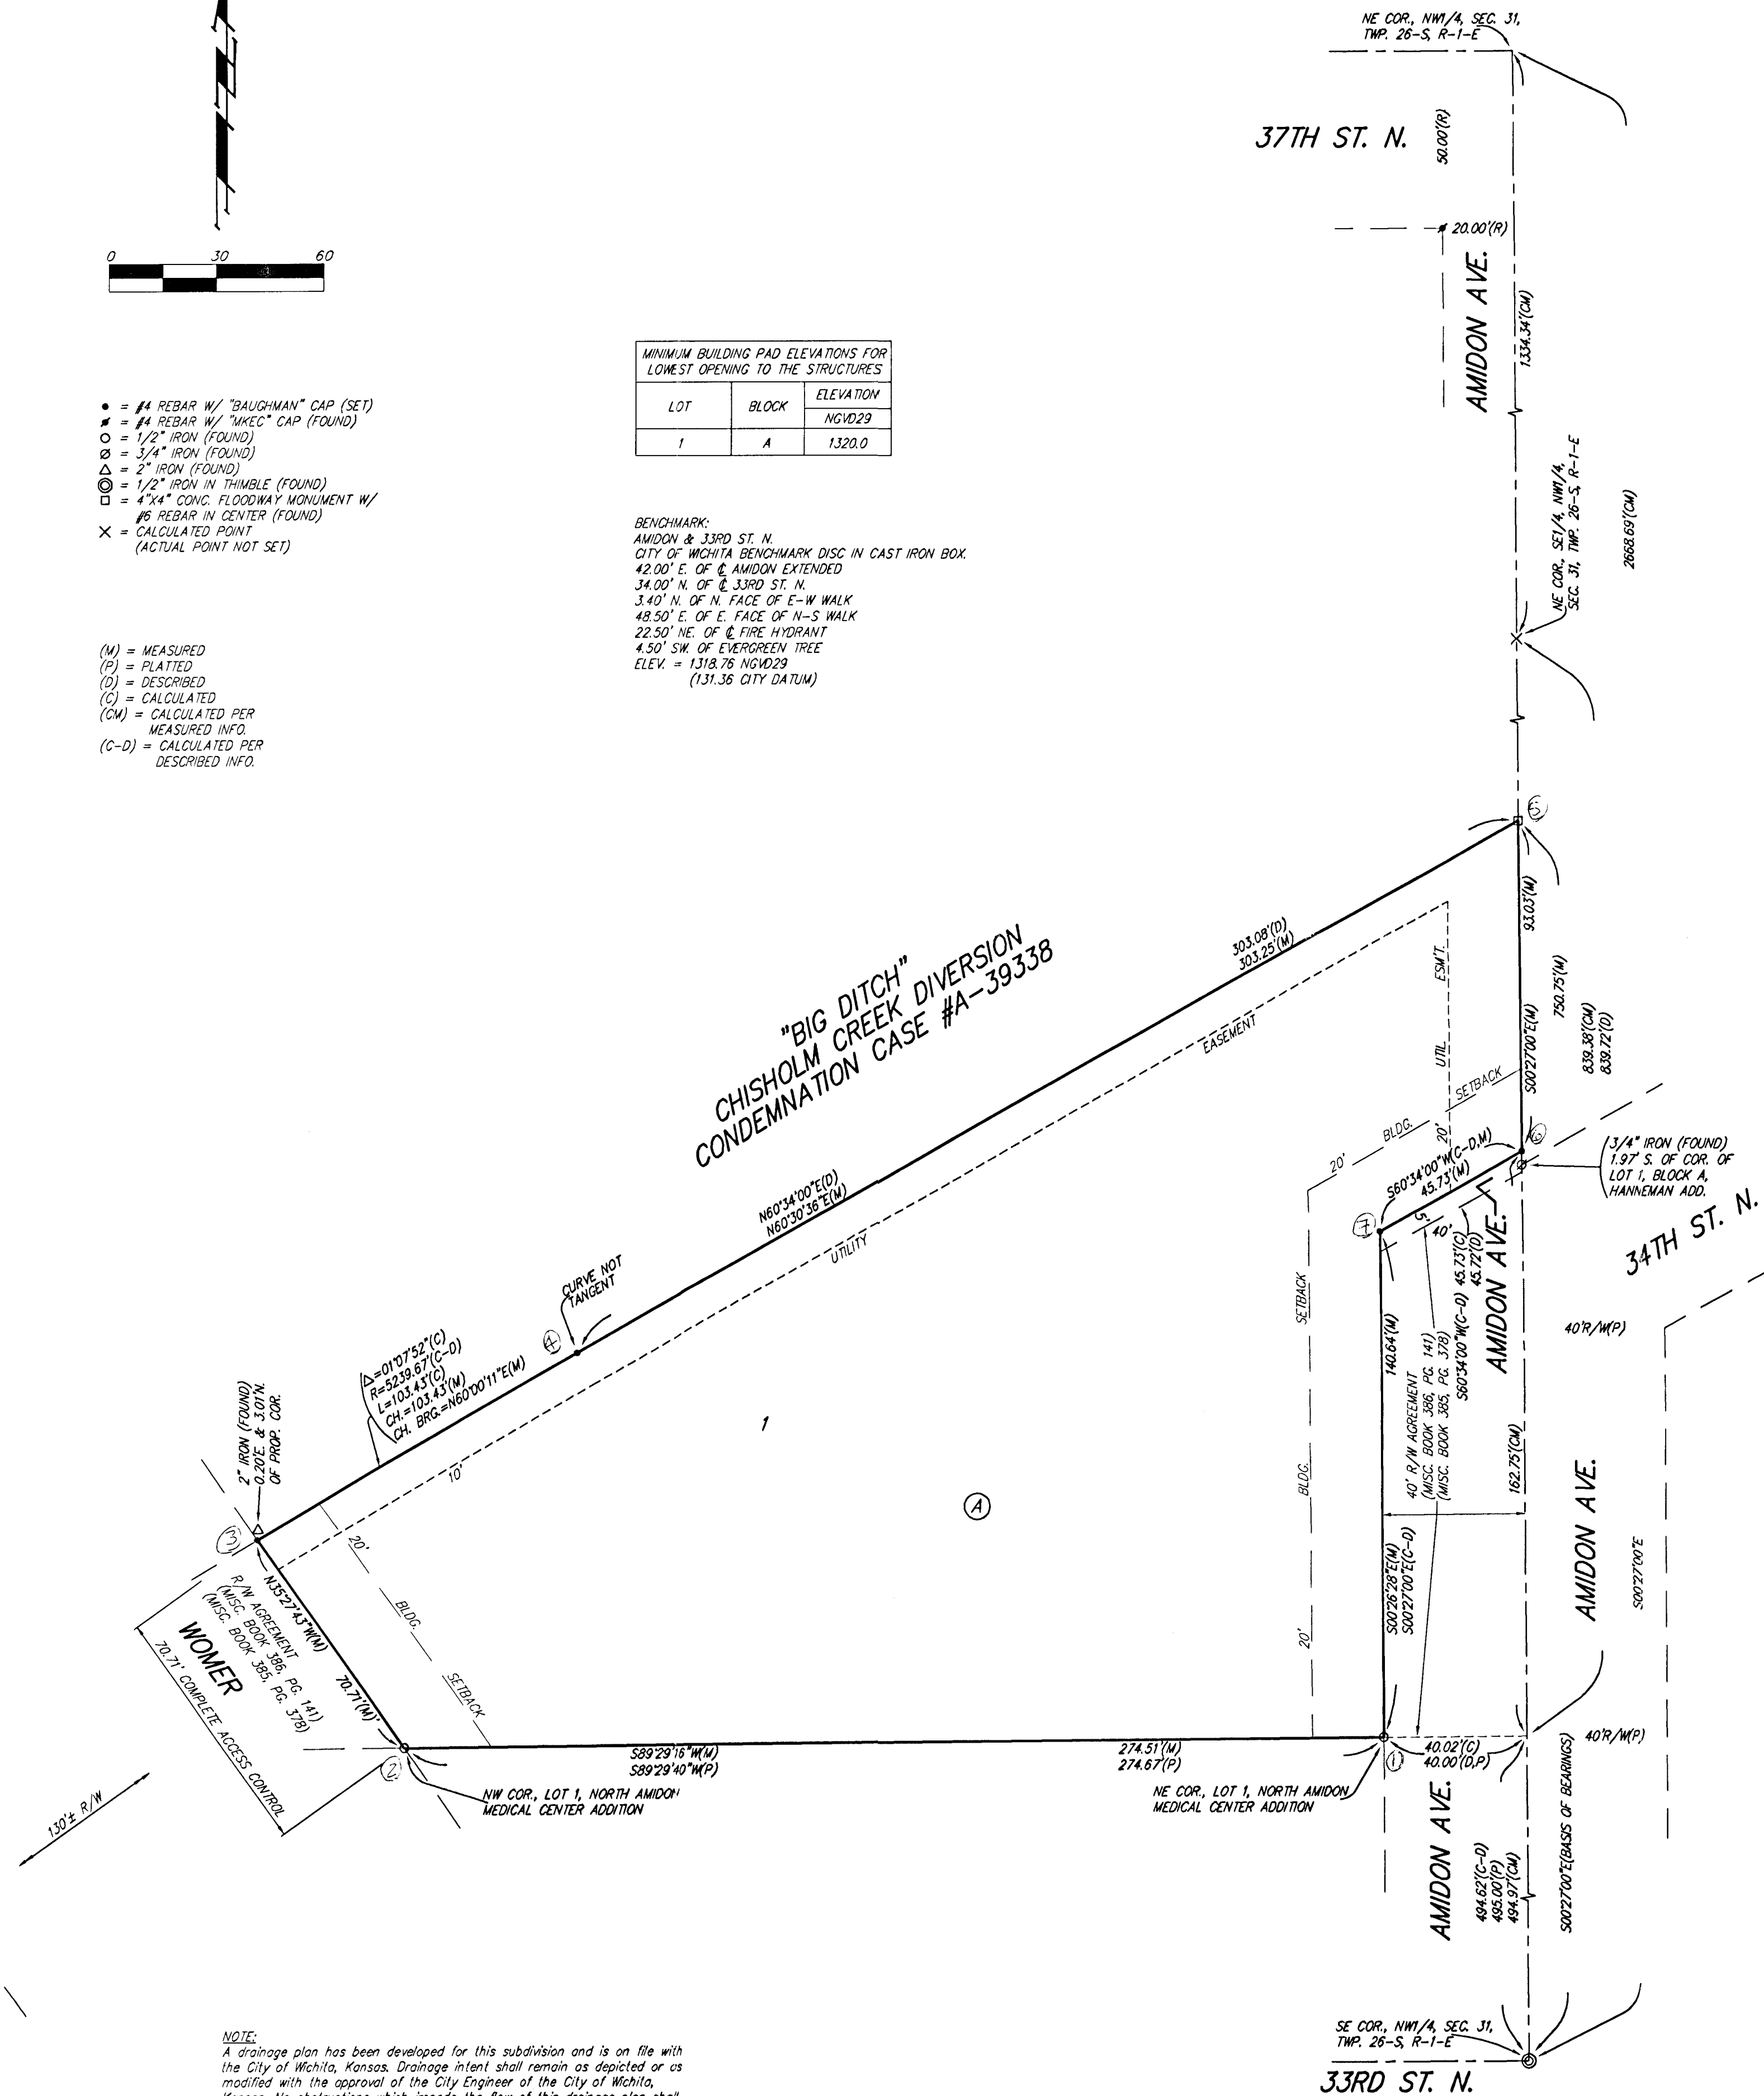 NE COR., NW1/4, SEC. 31,
TWP. 26-S, R-1-E
37TH ST. N.
50.00'(R)
20.00'(R)
AMIDON AVE.
1334.34'(CM)
0 30 60
MINIMUM BUILDING PAD ELEVATIONS FOR
LOWEST OPENING TO THE STRUCTURES
LOT BLOCK ELEVATION
NGVD29
1 A 1320.0
● = #4 REBAR W/ "BAUGHMAN" CAP (SET)
= #4 REBAR W/ "MKEC" CAP (FOUND)
○ = 1/2" IRON (FOUND)
Ø = 3/4" IRON (FOUND)
△ = 2" IRON (FOUND)
◎ = 1/2" IRON IN THIMBLE (FOUND)
□ = 4"X4" CONC. FLOODWAY MONUMENT W/
#6 REBAR IN CENTER (FOUND)
X = CALCULATED POINT
(ACTUAL POINT NOT SET)
(M) = MEASURED
(P) = PLATTED
(D) = DESCRIBED
(C) = CALCULATED
(CM) = CALCULATED PER
MEASURED INFO.
(C-D) = CALCULATED PER
DESCRIBED INFO.
BENCHMARK:
AMIDON & 33RD ST. N.
CITY OF WICHITA BENCHMARK DISC IN CAST IRON BOX.
42.00' E. OF ℄ AMIDON EXTENDED
34.00' N. OF ℄ 33RD ST. N.
3.40' N. OF N. FACE OF E-W WALK
48.50' E. OF E. FACE OF N-S WALK
22.50' NE. OF ℄ FIRE HYDRANT
4.50' SW. OF EVERGREEN TREE
ELEV. = 1318.76 NGVD29
(131.36 CITY DATUM)
NE COR., SE1/4, NW1/4,
SEC. 31, TWP. 26-S, R-1-E
2668.69'(CM)
5
93.03'(M)
S00°27'00"E(M)
750.75'(M)
839.38'(CM)
839.72'(D)
303.08'(D)
303.25'(M)
"BIG DITCH"
CHISHOLM CREEK DIVERSION
CONDEMNATION CASE #A-39338
N60°34'00"E(D)
N60°30'36"E(M)
UTILITY
EASEMENT
20' UTIL. ESM'T.
20' BLDG. SETBACK
6
3/4" IRON (FOUND)
1.97' S. OF COR. OF
LOT 1, BLOCK A,
HANNEMAN ADD.
34TH ST. N.
S60°34'00"W(C-D,M)
45.73'(M)
7
5'
40'
S60°34'00"W(C-D) 45.73'(C)
45.72'(D)
AMIDON AVE.
40'R/W(P)
CURVE NOT
TANGENT
4
Δ=01°07'52"(C)
R=5239.67'(C-D)
L=103.43'(C)
CH.=103.43'(M)
CH. BRG.=N60°00'11"E(M)
2" IRON (FOUND)
0.20'E. & 3.01'N.
OF PROP. COR.
3
10'
20'
BLDG.
SETBACK
1
A
20' BLDG. SETBACK
140.64'(M)
S00°26'28"E(M)
S00°27'00"E(C-D)
40' R/W AGREEMENT
(MISC. BOOK 386, PG. 141)
(MISC. BOOK 385, PG. 378)
162.75'(CM)
AMIDON AVE.
S00°27'00"E
N35°27'43"W(M)
70.71'(M)
R/W AGREEMENT
(MISC. BOOK 386, PG. 141)
(MISC. BOOK 385, PG. 378)
WOMER
70.71' COMPLETE ACCESS CONTROL
130'± R/W
2
S89°29'16"W(M)
S89°29'40"W(P)
274.51'(M)
274.67'(P)
1
40.02'(C)
40.00'(D,P)
40'R/W(P)
NW COR., LOT 1, NORTH AMIDON
MEDICAL CENTER ADDITION
NE COR., LOT 1, NORTH AMIDON
MEDICAL CENTER ADDITION
AMIDON AVE.
494.62'(C-D)
495.00'(P)
494.97'(CM)
S00°27'00"E(BASIS OF BEARINGS)
SE COR., NW1/4, SEC. 31,
TWP. 26-S, R-1-E
33RD ST. N.
NOTE:
A drainage plan has been developed for this subdivision and is on file with
the City of Wichita, Kansas. Drainage intent shall remain as depicted or as
modified with the approval of the City Engineer of the City of Wichita,
Kansas. No obstructions which impede the flow of this drainage plan shall